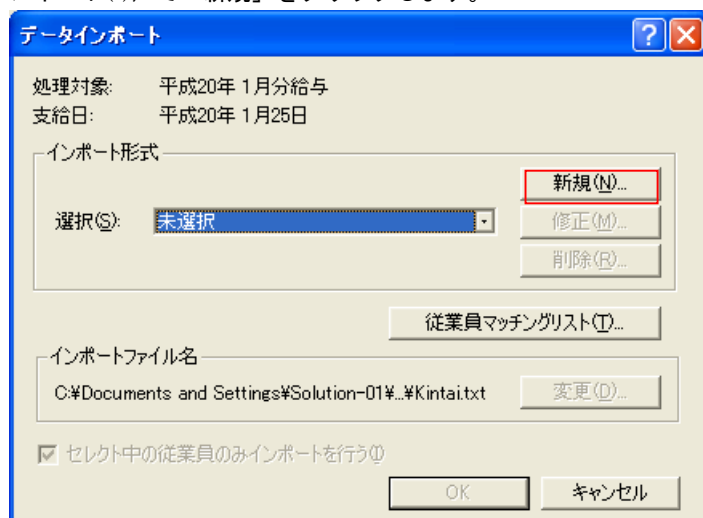 データインポート
処理対象: 平成20年 1月分給与
支給日: 平成20年 1月25日
インポート形式
新規(N)...
選択(S): 未選択
修正(M)...
削除(R)...
従業員マッチングリスト(T)...
インポートファイル名
C:¥Documents and Settings¥Solution-01¥...¥Kintai.txt
変更(D)...
セレクト中の従業員のみインポートを行う(I)
OK
キャンセル